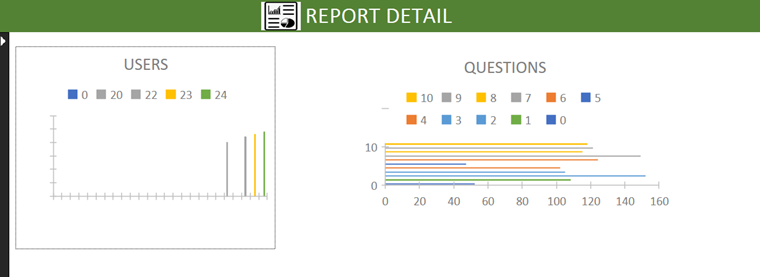 REPORT DETAIL
USERS
0 20 22 23 24
QUESTIONS
10 9 8 7 6 5
4 3 2 1 0
10
0
0 20 40 60 80 100 120 140 160